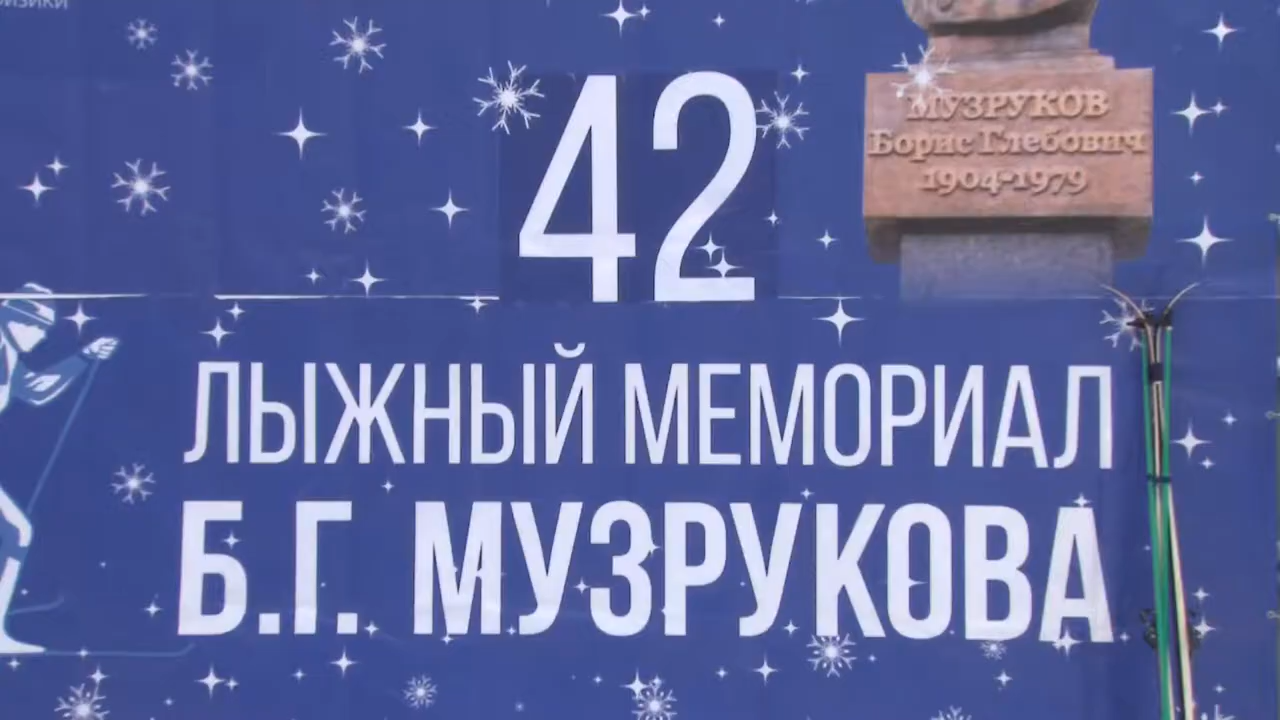 42
МУЗРУКОВ
Борис Глебович
1904-1979
ЛЫЖНЫЙ МЕМОРИАЛ
Б.Г. МУЗРУКОВА